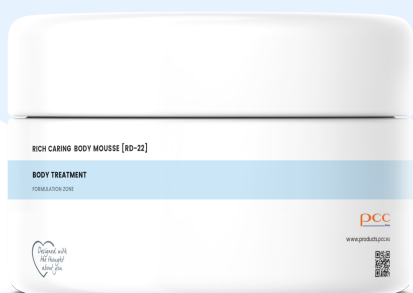 RICH CARING BODY MOUSSE [RD-22]
BODY TREATMENT
FORMULATION ZONE
pcc
www.products.pcc.eu
Designed with
the thought
about you